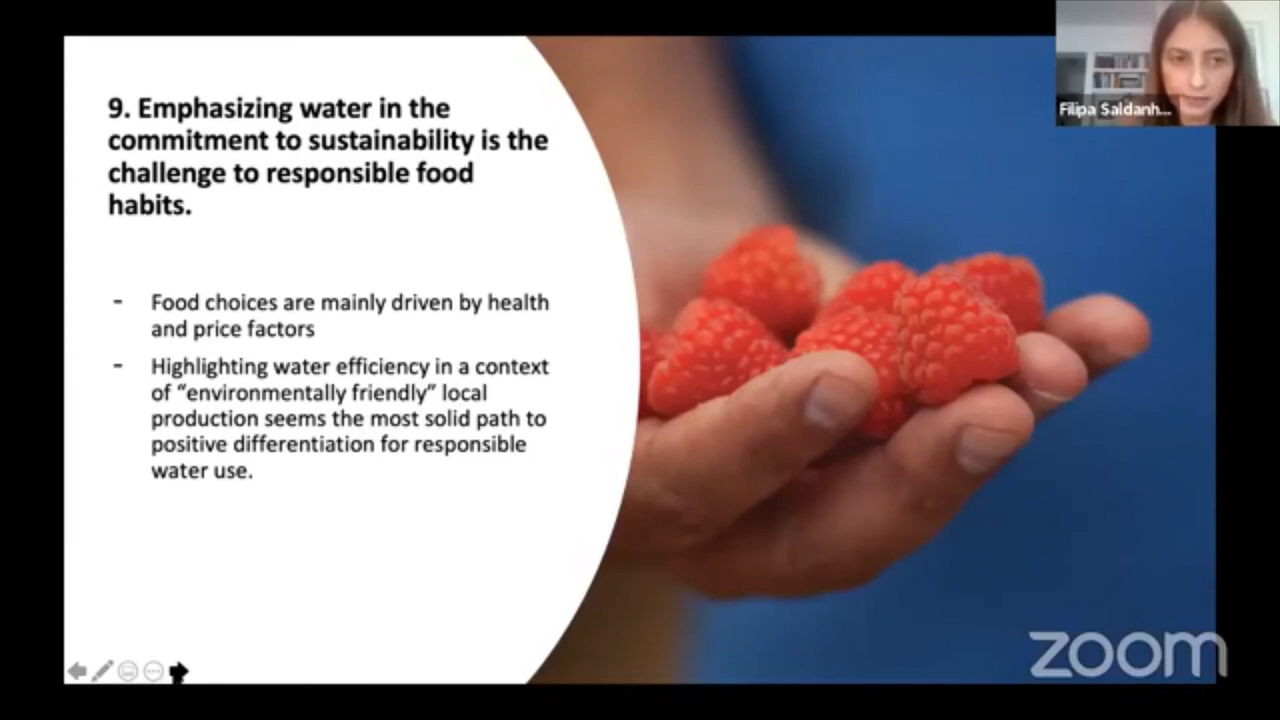 9. Emphasizing water in the
commitment to sustainability is the
challenge to responsible food
habits.
- Food choices are mainly driven by health
and price factors
- Highlighting water efficiency in a context
of “environmentally friendly” local
production seems the most solid path to
positive differentiation for responsible
water use.
Filipa Saldanh...
zoom